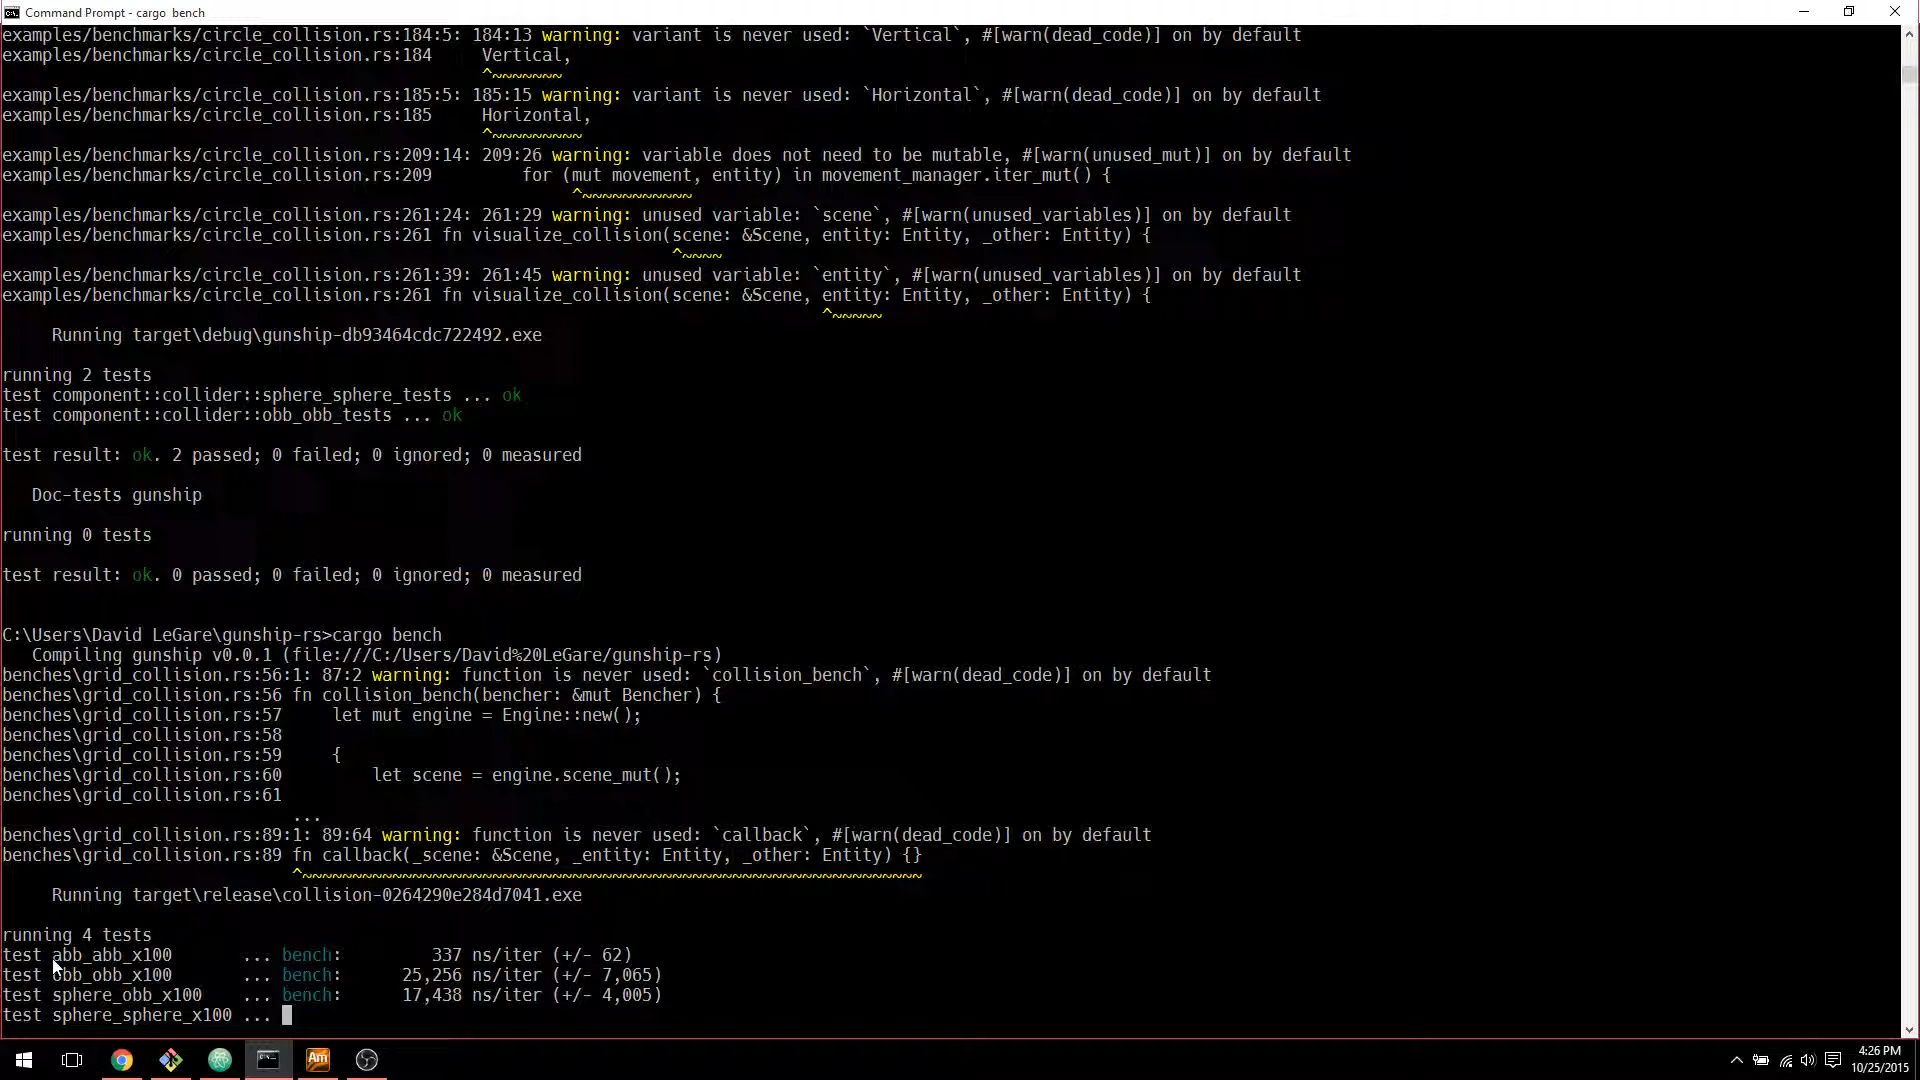 Command Prompt - cargo  bench
examples/benchmarks/circle_collision.rs:184:5: 184:13 warning: variant is never used: `Vertical`, #[warn(dead_code)] on by default
examples/benchmarks/circle_collision.rs:184     Vertical,
^~~~~~~~
examples/benchmarks/circle_collision.rs:185:5: 185:15 warning: variant is never used: `Horizontal`, #[warn(dead_code)] on by default
examples/benchmarks/circle_collision.rs:185     Horizontal,
^~~~~~~~~~
examples/benchmarks/circle_collision.rs:209:14: 209:26 warning: variable does not need to be mutable, #[warn(unused_mut)] on by default
examples/benchmarks/circle_collision.rs:209         for (mut movement, entity) in movement_manager.iter_mut() {
^~~~~~~~~~~~
examples/benchmarks/circle_collision.rs:261:24: 261:29 warning: unused variable: `scene`, #[warn(unused_variables)] on by default
examples/benchmarks/circle_collision.rs:261 fn visualize_collision(scene: &Scene, entity: Entity, _other: Entity) {
^~~~~
examples/benchmarks/circle_collision.rs:261:39: 261:45 warning: unused variable: `entity`, #[warn(unused_variables)] on by default
examples/benchmarks/circle_collision.rs:261 fn visualize_collision(scene: &Scene, entity: Entity, _other: Entity) {
^~~~~~
Running target\debug\gunship-db93464cdc722492.exe
running 2 tests
test component::collider::sphere_sphere_tests ... ok
test component::collider::obb_obb_tests ... ok
test result: ok. 2 passed; 0 failed; 0 ignored; 0 measured
Doc-tests gunship
running 0 tests
test result: ok. 0 passed; 0 failed; 0 ignored; 0 measured
C:\Users\David LeGare\gunship-rs>cargo bench
Compiling gunship v0.0.1 (file:///C:/Users/David%20LeGare/gunship-rs)
benches\grid_collision.rs:56:1: 87:2 warning: function is never used: `collision_bench`, #[warn(dead_code)] on by default
benches\grid_collision.rs:56 fn collision_bench(bencher: &mut Bencher) {
benches\grid_collision.rs:57     let mut engine = Engine::new();
benches\grid_collision.rs:58
benches\grid_collision.rs:59     {
benches\grid_collision.rs:60         let scene = engine.scene_mut();
benches\grid_collision.rs:61
...
benches\grid_collision.rs:89:1: 89:64 warning: function is never used: `callback`, #[warn(dead_code)] on by default
benches\grid_collision.rs:89 fn callback(_scene: &Scene, _entity: Entity, _other: Entity) {}
^~~~~~~~~~~~~~~~~~~~~~~~~~~~~~~~~~~~~~~~~~~~~~~~~~~~~~~~~~~~~~~
Running target\release\collision-0264290e284d7041.exe
running 4 tests
test abb_abb_x100       ... bench:         337 ns/iter (+/- 62)
test obb_obb_x100       ... bench:      25,256 ns/iter (+/- 7,065)
test sphere_obb_x100    ... bench:      17,438 ns/iter (+/- 4,005)
test sphere_sphere_x100 ...
Am
4:26 PM
10/25/2015